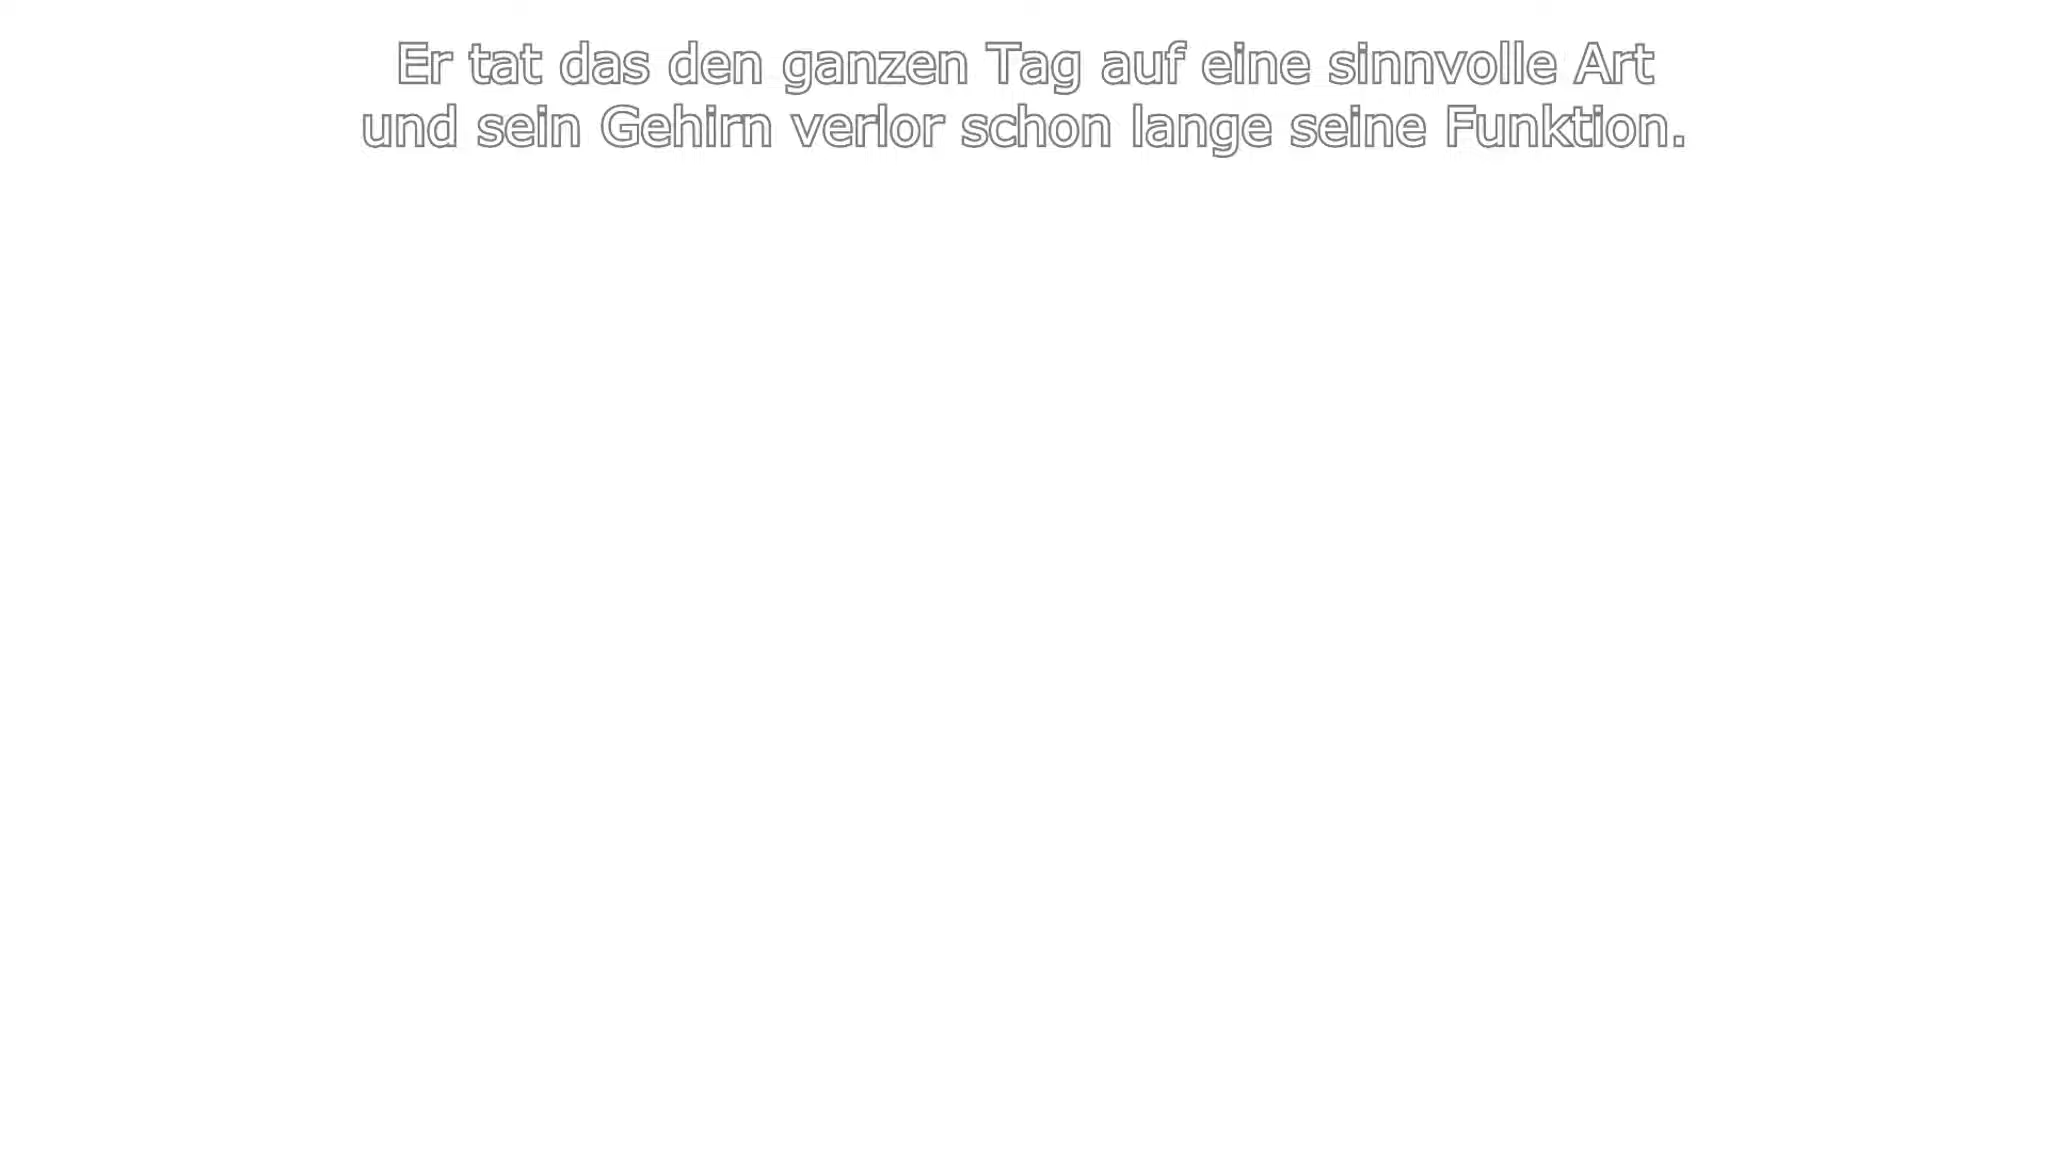 Er tat das den ganzen Tag auf eine sinnvolle Art
und sein Gehirn verlor schon lange seine Funktion.